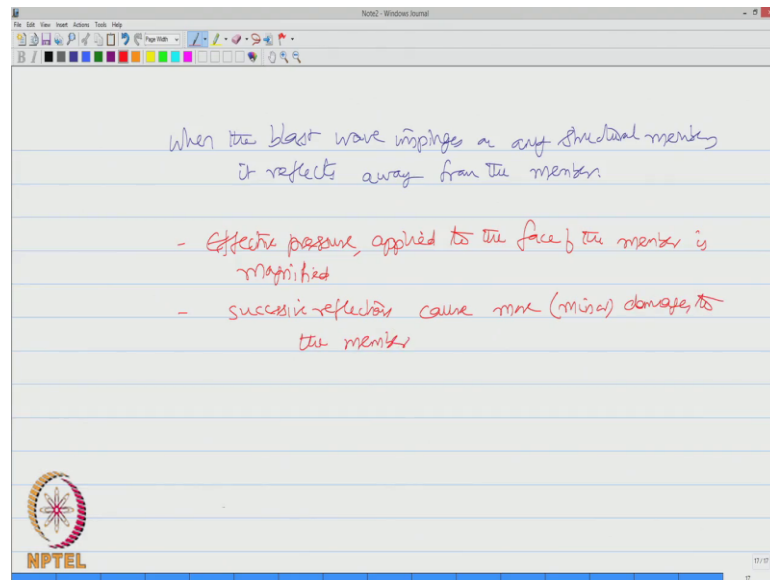 Note2 - Windows Journal
File Edit View Insert Actions Tools Help
Page Width
B I
When the blast wave impinges on any structural member,
it reflects away from the member.
- Effective pressure, applied to the face of the member is
magnified
- successive reflections cause more (minor) damages to
the member
NPTEL
17/17
17